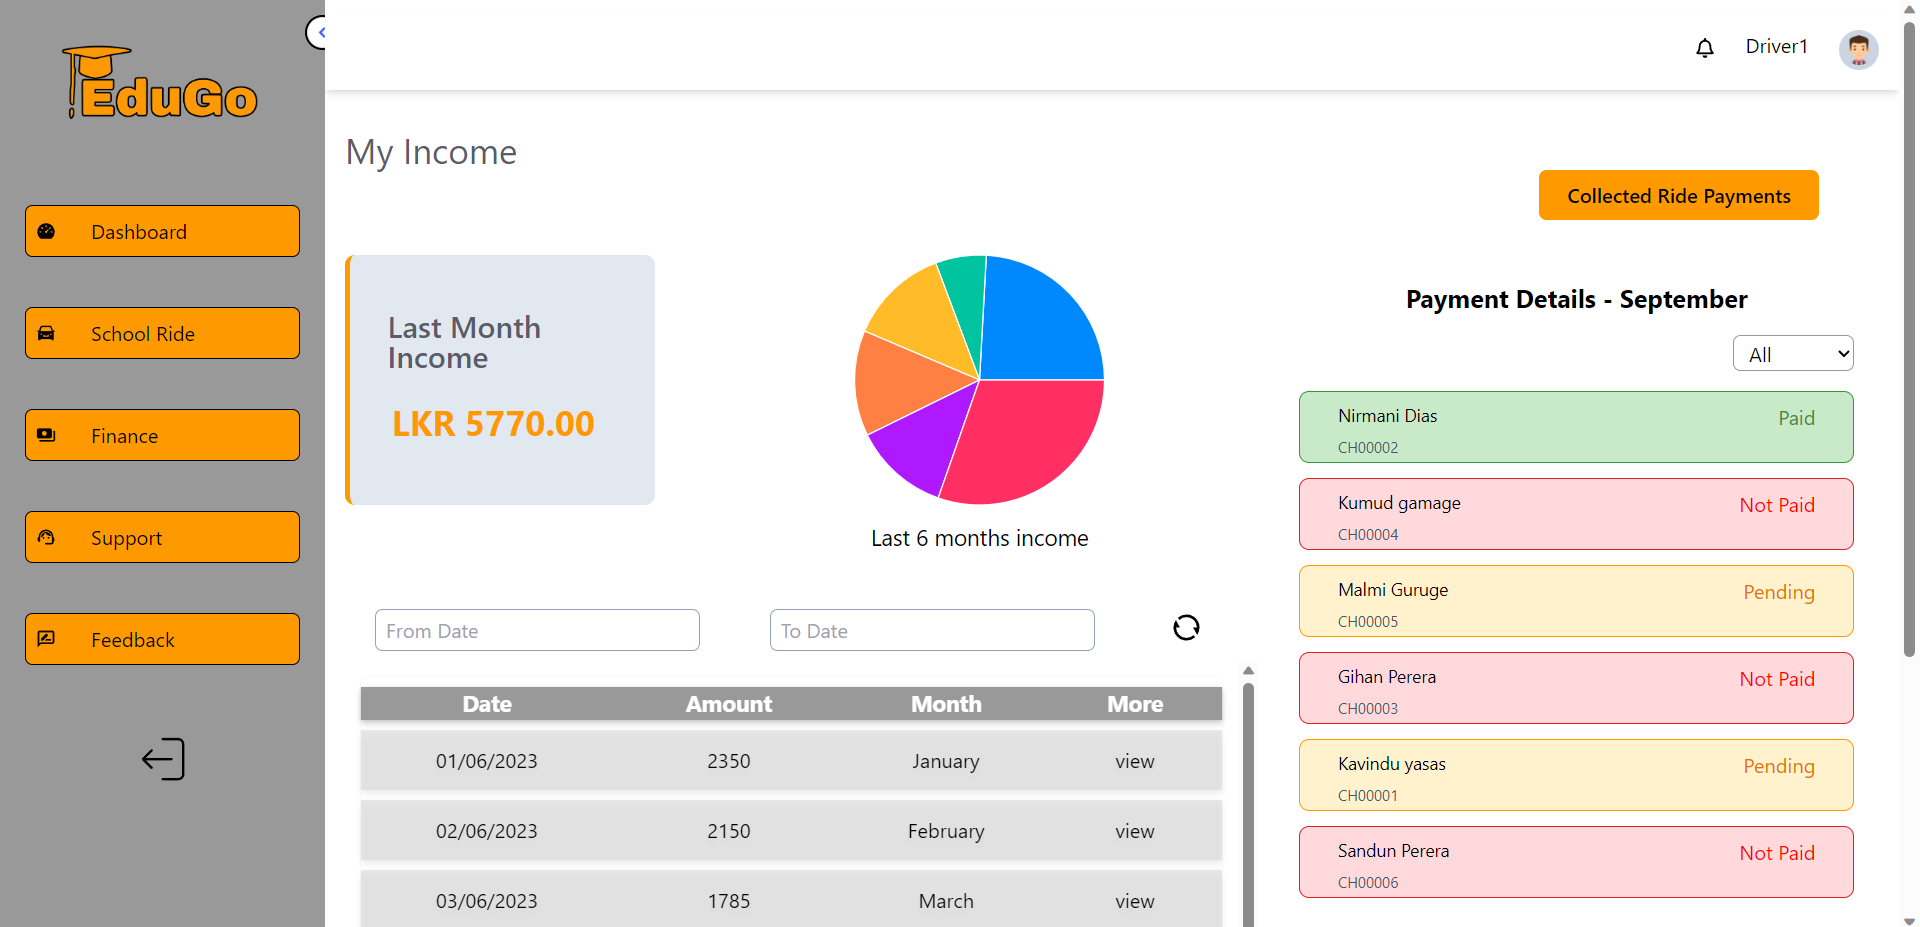 EduGo
Dashboard
School Ride
Finance
Support
Feedback
Driver1
My Income
Collected Ride Payments
Last Month
Income
LKR 5770.00
Last 6 months income
From Date
To Date
Date Amount Month More
01/06/2023 2350 January view
02/06/2023 2150 February view
03/06/2023 1785 March view
Payment Details - September
All
Nirmani Dias Paid
CH00002
Kumud gamage Not Paid
CH00004
Malmi Guruge Pending
CH00005
Gihan Perera Not Paid
CH00003
Kavindu yasas Pending
CH00001
Sandun Perera Not Paid
CH00006